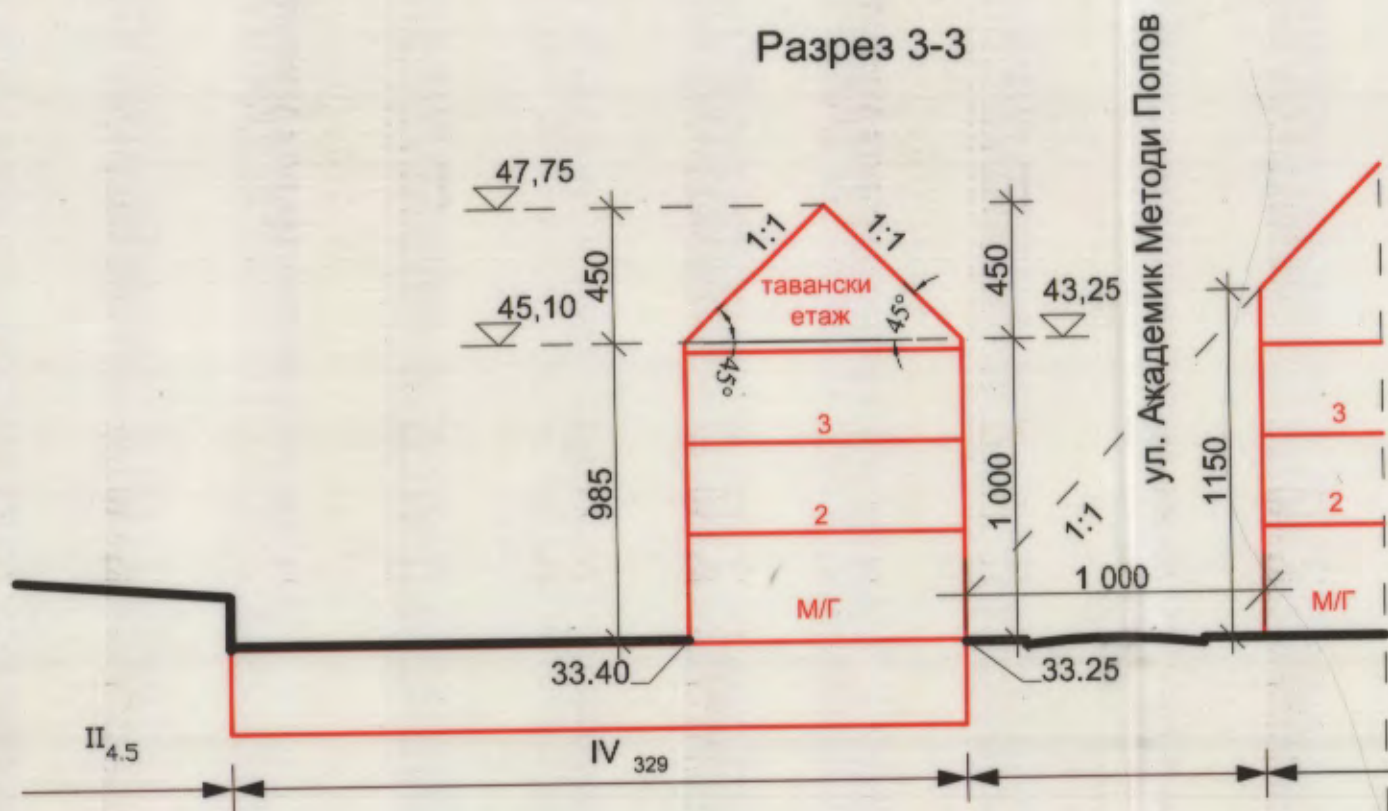 Разрез 3-3
ул. Академик Методи Попов
47,75
45,10
43,25
450
450
1:1
1:1
тавански
етаж
45°
45°
985
1 000
1150
1:1
3
2
М/Г
3
2
М/Г
1 000
33.40
33.25
II4.5
IV 329